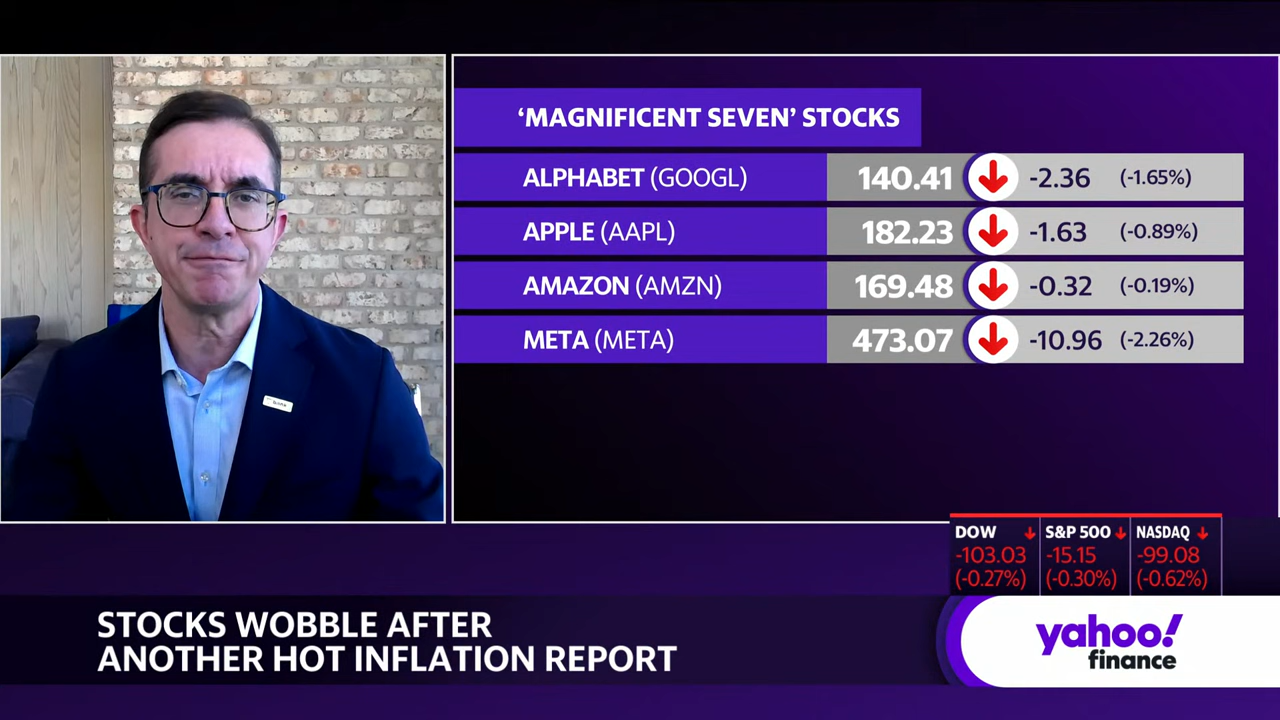 ‘MAGNIFICENT SEVEN’ STOCKS
ALPHABET (GOOGL) 140.41 -2.36 (-1.65%)
APPLE (AAPL) 182.23 -1.63 (-0.89%)
AMAZON (AMZN) 169.48 -0.32 (-0.19%)
META (META) 473.07 -10.96 (-2.26%)
DOW S&P 500 NASDAQ
-103.03 -15.15 -99.08
(-0.27%) (-0.30%) (-0.62%)
STOCKS WOBBLE AFTER
ANOTHER HOT INFLATION REPORT
yahoo!
finance